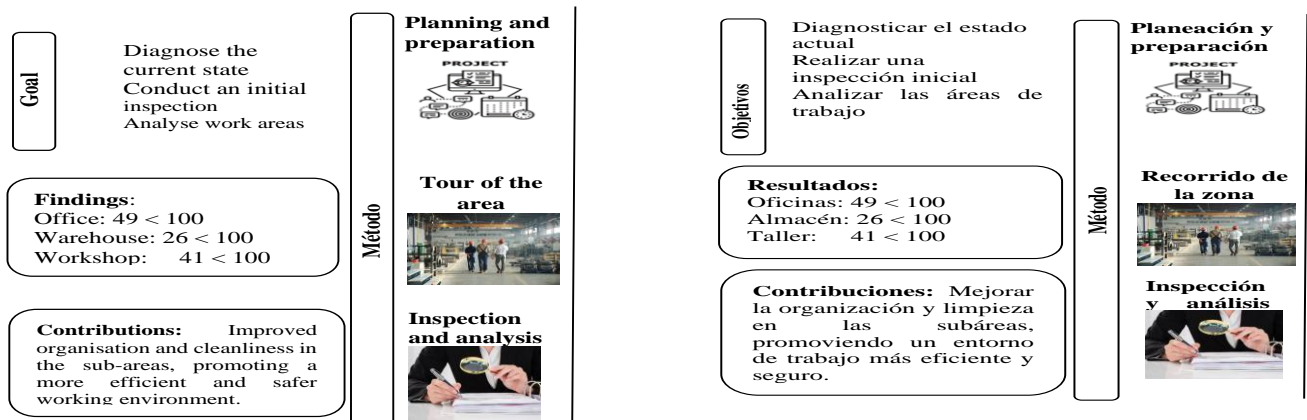 Goal
Diagnose the
current state
Conduct an initial
inspection
Analyse work areas
Findings:
Office: 49 < 100
Warehouse: 26 < 100
Workshop: 41 < 100
Contributions: Improved
organisation and cleanliness in
the sub-areas, promoting a
more efficient and safer
working environment.
Método
Planning and
preparation
PROJECT
Tour of the
area
Inspection
and analysis
Objetivos
Diagnosticar el estado
actual
Realizar una
inspección inicial
Analizar las áreas de
trabajo
Resultados:
Oficinas: 49 < 100
Almacén: 26 < 100
Taller: 41 < 100
Contribuciones: Mejorar
la organización y limpieza
en las subáreas,
promoviendo un entorno
de trabajo más eficiente y
seguro.
Método
Planeación y
preparación
PROJECT
Recorrido de
la zona
Inspección
y análisis